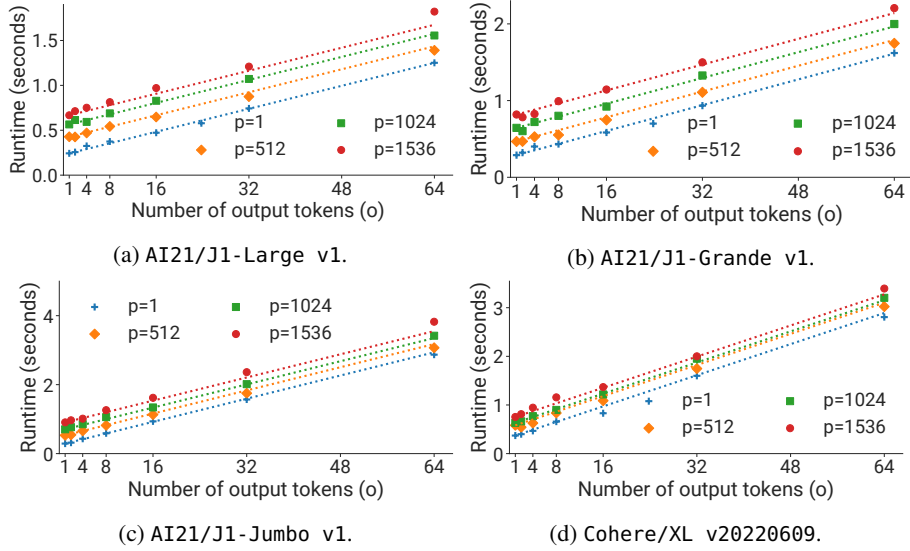 Runtime (seconds)
1.5
1.0
0.5
0.0
p=1 p=1024
p=512 p=1536
1 4 8 16 32 48 64
Number of output tokens (o)
(a) AI21/J1-Large v1.
Runtime (seconds)
2
1
0
p=1 p=1024
p=512 p=1536
1 4 8 16 32 48 64
Number of output tokens (o)
(b) AI21/J1-Grande v1.
Runtime (seconds)
4
2
0
p=1 p=1024
p=512 p=1536
1 4 8 16 32 48 64
Number of output tokens (o)
(c) AI21/J1-Jumbo v1.
Runtime (seconds)
3
2
1
0
p=1 p=1024
p=512 p=1536
1 4 8 16 32 48 64
Number of output tokens (o)
(d) Cohere/XL v20220609.